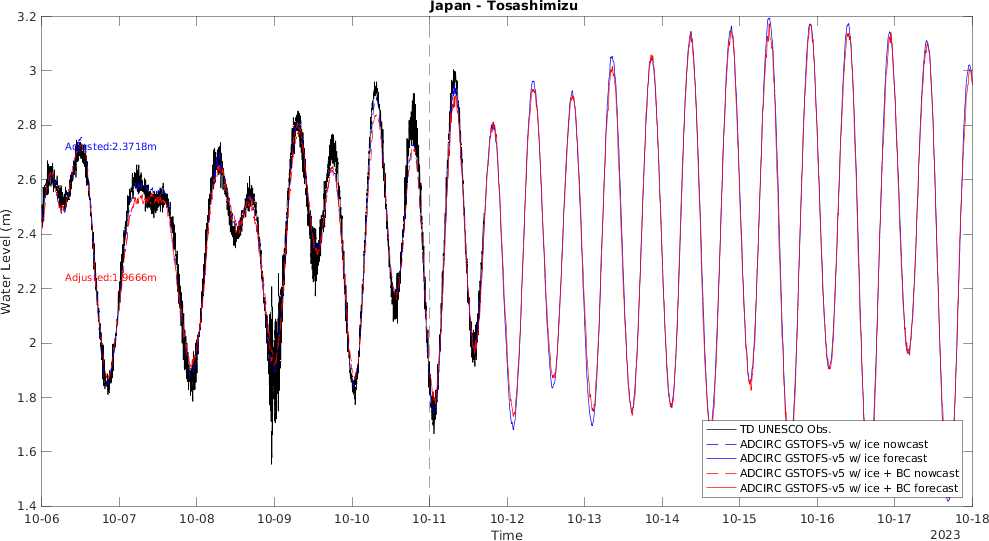 Japan - Tosashimizu
3.2
3
2.8
2.6
2.4
2.2
2
1.8
1.6
1.4
Water Level (m)
Adjusted:2.3718m
Adjusted:1.9666m
TD UNESCO Obs.
ADCIRC GSTOFS-v5 w/ ice nowcast
ADCIRC GSTOFS-v5 w/ ice forecast
ADCIRC GSTOFS-v5 w/ ice + BC nowcast
ADCIRC GSTOFS-v5 w/ ice + BC forecast
10-06 10-07 10-08 10-09 10-10 10-11 10-12 10-13 10-14 10-15 10-16 10-17 10-18
Time
2023